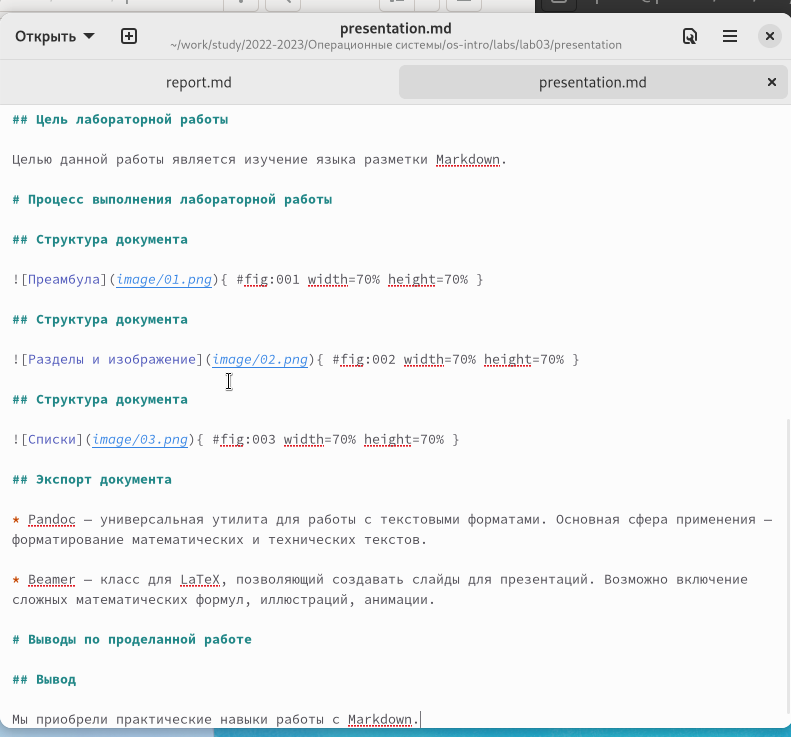 Открыть
presentation.md
~/work/study/2022-2023/Операционные системы/os-intro/labs/lab03/presentation
report.md
presentation.md
## Цель лабораторной работы
Целью данной работы является изучение языка разметки Markdown.
# Процесс выполнения лабораторной работы
## Структура документа
![Преамбула](image/01.png){ #fig:001 width=70% height=70% }
## Структура документа
![Разделы и изображение](image/02.png){ #fig:002 width=70% height=70% }
## Структура документа
![Списки](image/03.png){ #fig:003 width=70% height=70% }
## Экспорт документа
* Pandoc — универсальная утилита для работы с текстовыми форматами. Основная сфера применения —
форматирование математических и технических текстов.
* Beamer — класс для LaTeX, позволяющий создавать слайды для презентаций. Возможно включение
сложных математических формул, иллюстраций, анимации.
# Выводы по проделанной работе
## Вывод
Мы приобрели практические навыки работы с Markdown.